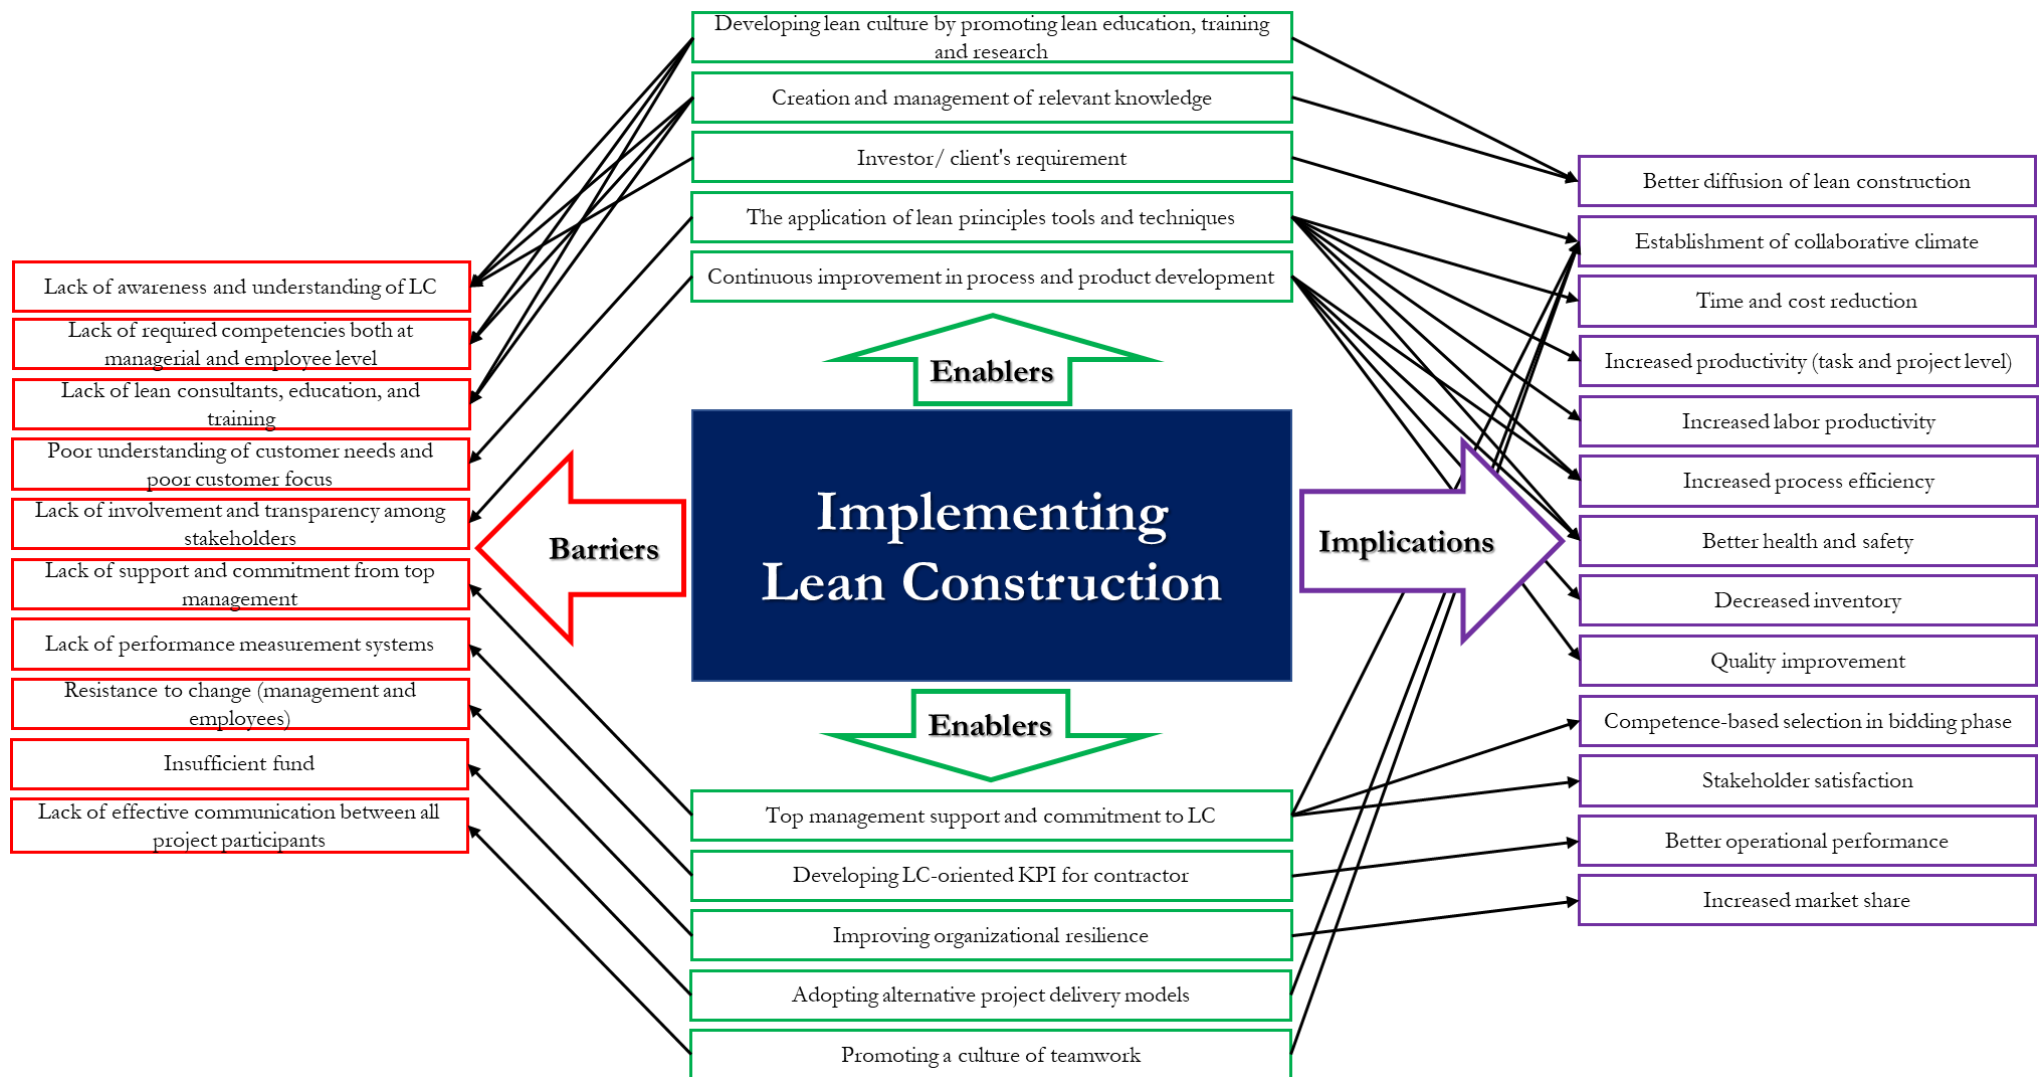 Developing lean culture by promoting lean education, training
and research
Creation and management of relevant knowledge
Investor/ client's requirement
The application of lean principles tools and techniques
Continuous improvement in process and product development
Enablers
Lack of awareness and understanding of LC
Lack of required competencies both at
managerial and employee level
Lack of lean consultants, education, and
training
Poor understanding of customer needs and
poor customer focus
Lack of involvement and transparency among
stakeholders
Lack of support and commitment from top
management
Lack of performance measurement systems
Resistance to change (management and
employees)
Insufficient fund
Lack of effective communication between all
project participants
Barriers
Implementing
Lean Construction
Implications
Better diffusion of lean construction
Establishment of collaborative climate
Time and cost reduction
Increased productivity (task and project level)
Increased labor productivity
Increased process efficiency
Better health and safety
Decreased inventory
Quality improvement
Competence-based selection in bidding phase
Stakeholder satisfaction
Better operational performance
Increased market share
Enablers
Top management support and commitment to LC
Developing LC-oriented KPI for contractor
Improving organizational resilience
Adopting alternative project delivery models
Promoting a culture of teamwork